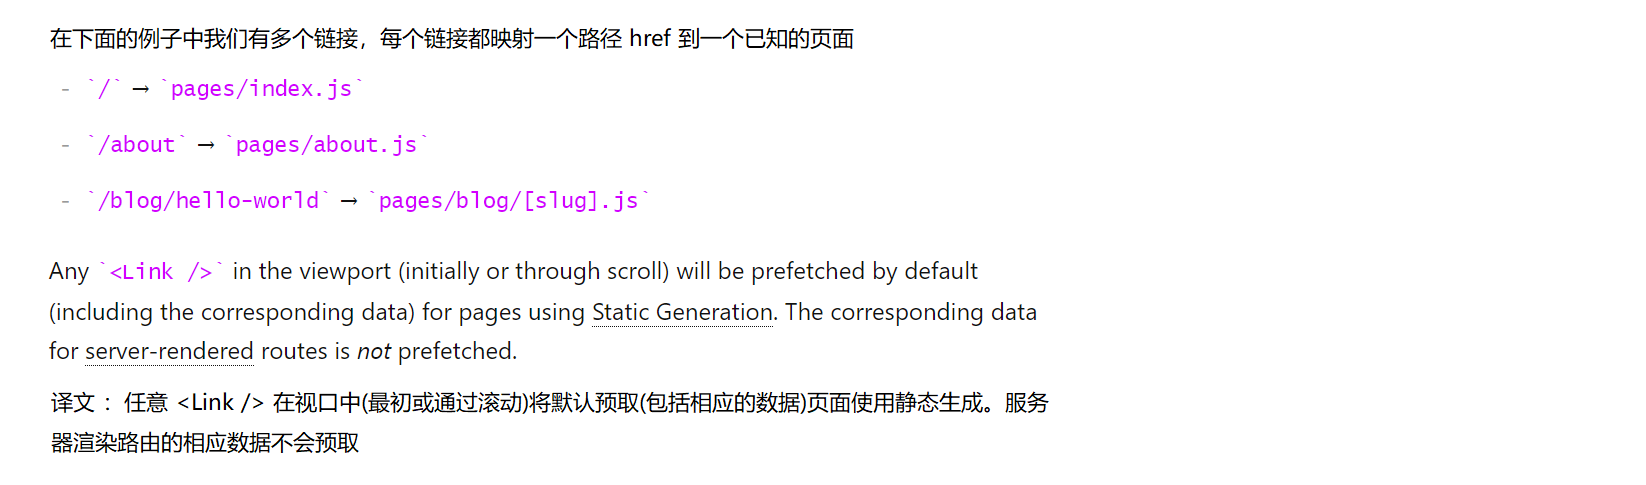 在下面的例子中我们有多个链接，每个链接都映射一个路径 href 到一个已知的页面
- `/` → `pages/index.js`
- `/about` → `pages/about.js`
- `/blog/hello-world` → `pages/blog/[slug].js`
Any `<Link />` in the viewport (initially or through scroll) will be prefetched by default
(including the corresponding data) for pages using Static Generation. The corresponding data
for server-rendered routes is not prefetched.
译文 ： 任意 <Link /> 在视口中(最初或通过滚动)将默认预取(包括相应的数据)页面使用静态生成。服务
器渲染路由的相应数据不会预取